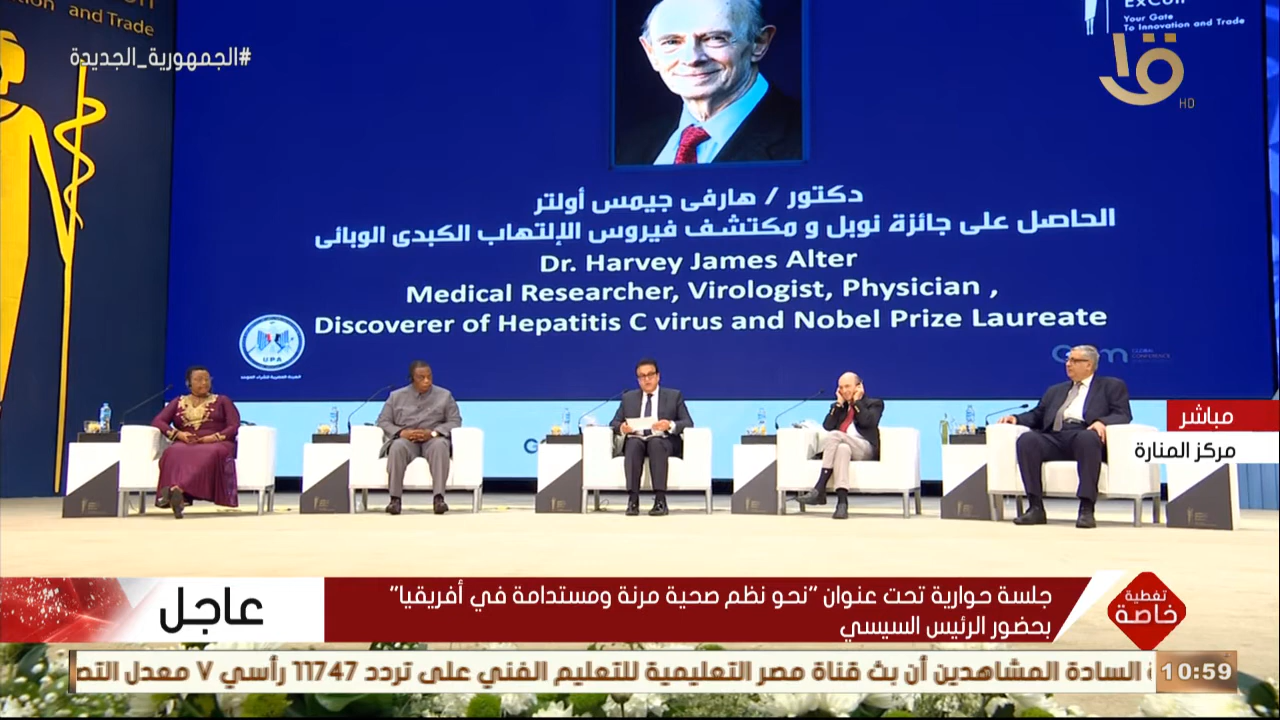 and Trade
#الجمهورية_الجديدة
ExCon
Your Gate
To Innovation and Trade
HD
دكتور / هارفى جيمس أولتر
الحاصل على جائزة نوبل و مكتشف فيروس الإلتهاب الكبدى الوبائى
Dr. Harvey James Alter
Medical Researcher, Virologist, Physician ,
Discoverer of Hepatitis C virus and Nobel Prize Laureate
UPA
مباشر
مركز المنارة
تغطية
خاصة
جلسة حوارية تحت عنوان "نحو نظم صحية مرنة ومستدامة في أفريقيا"
بحضور الرئيس السيسي
عاجل
السادة المشاهدين أن بث قناة مصر التعليمية للتعليم الفني على تردد 11747 رأسي ٧ معدل
10:59